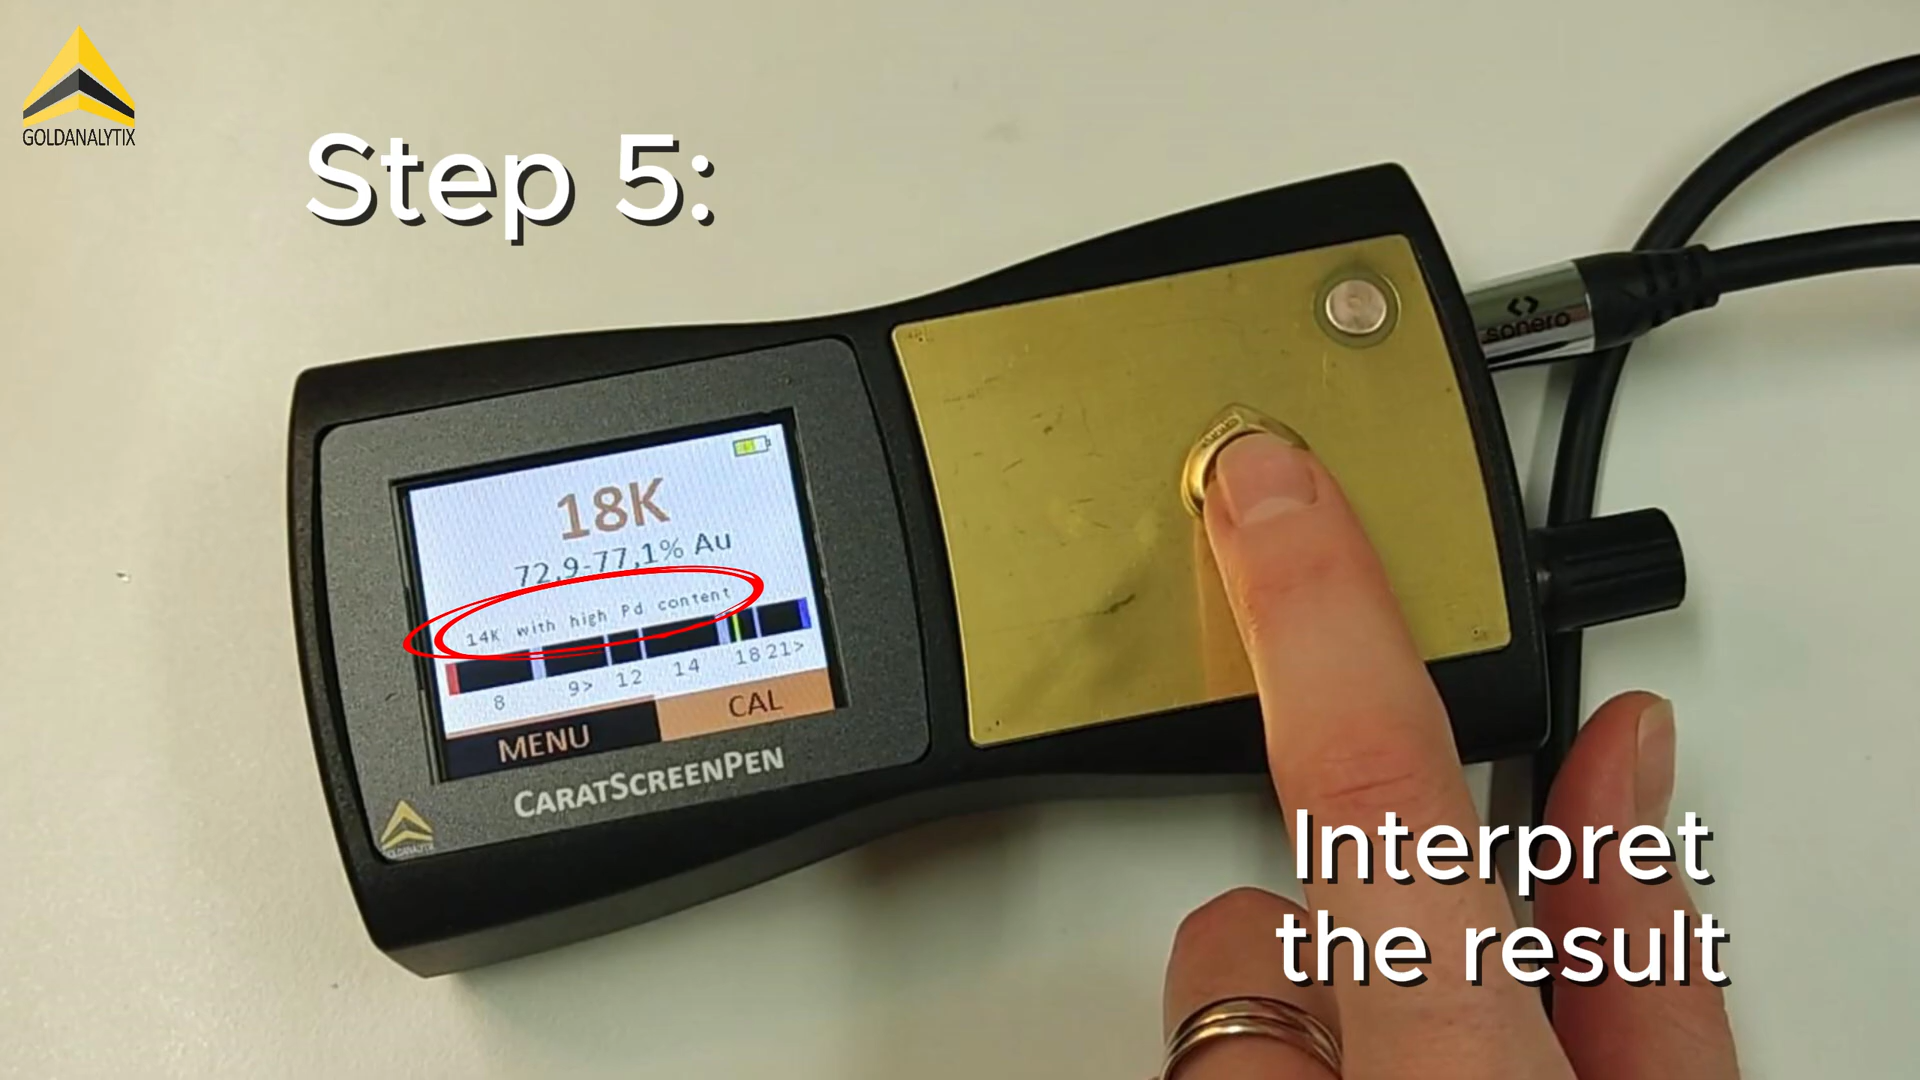 GOLDANALYTIX
Step 5:
sonero
18K
72,9-77,1% Au
14K with high Pd content
8 9> 12 14 18 21>
MENU CAL
CARATSCREENPEN
GOLDANALYTIX
Interpret
the result